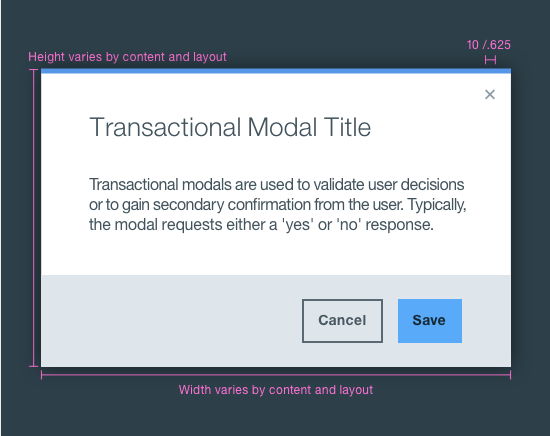 10 /.625
Height varies by content and layout
×
Transactional Modal Title
Transactional modals are used to validate user decisions
or to gain secondary confirmation from the user. Typically,
the modal requests either a 'yes' or 'no' response.
Cancel Save
Width varies by content and layout